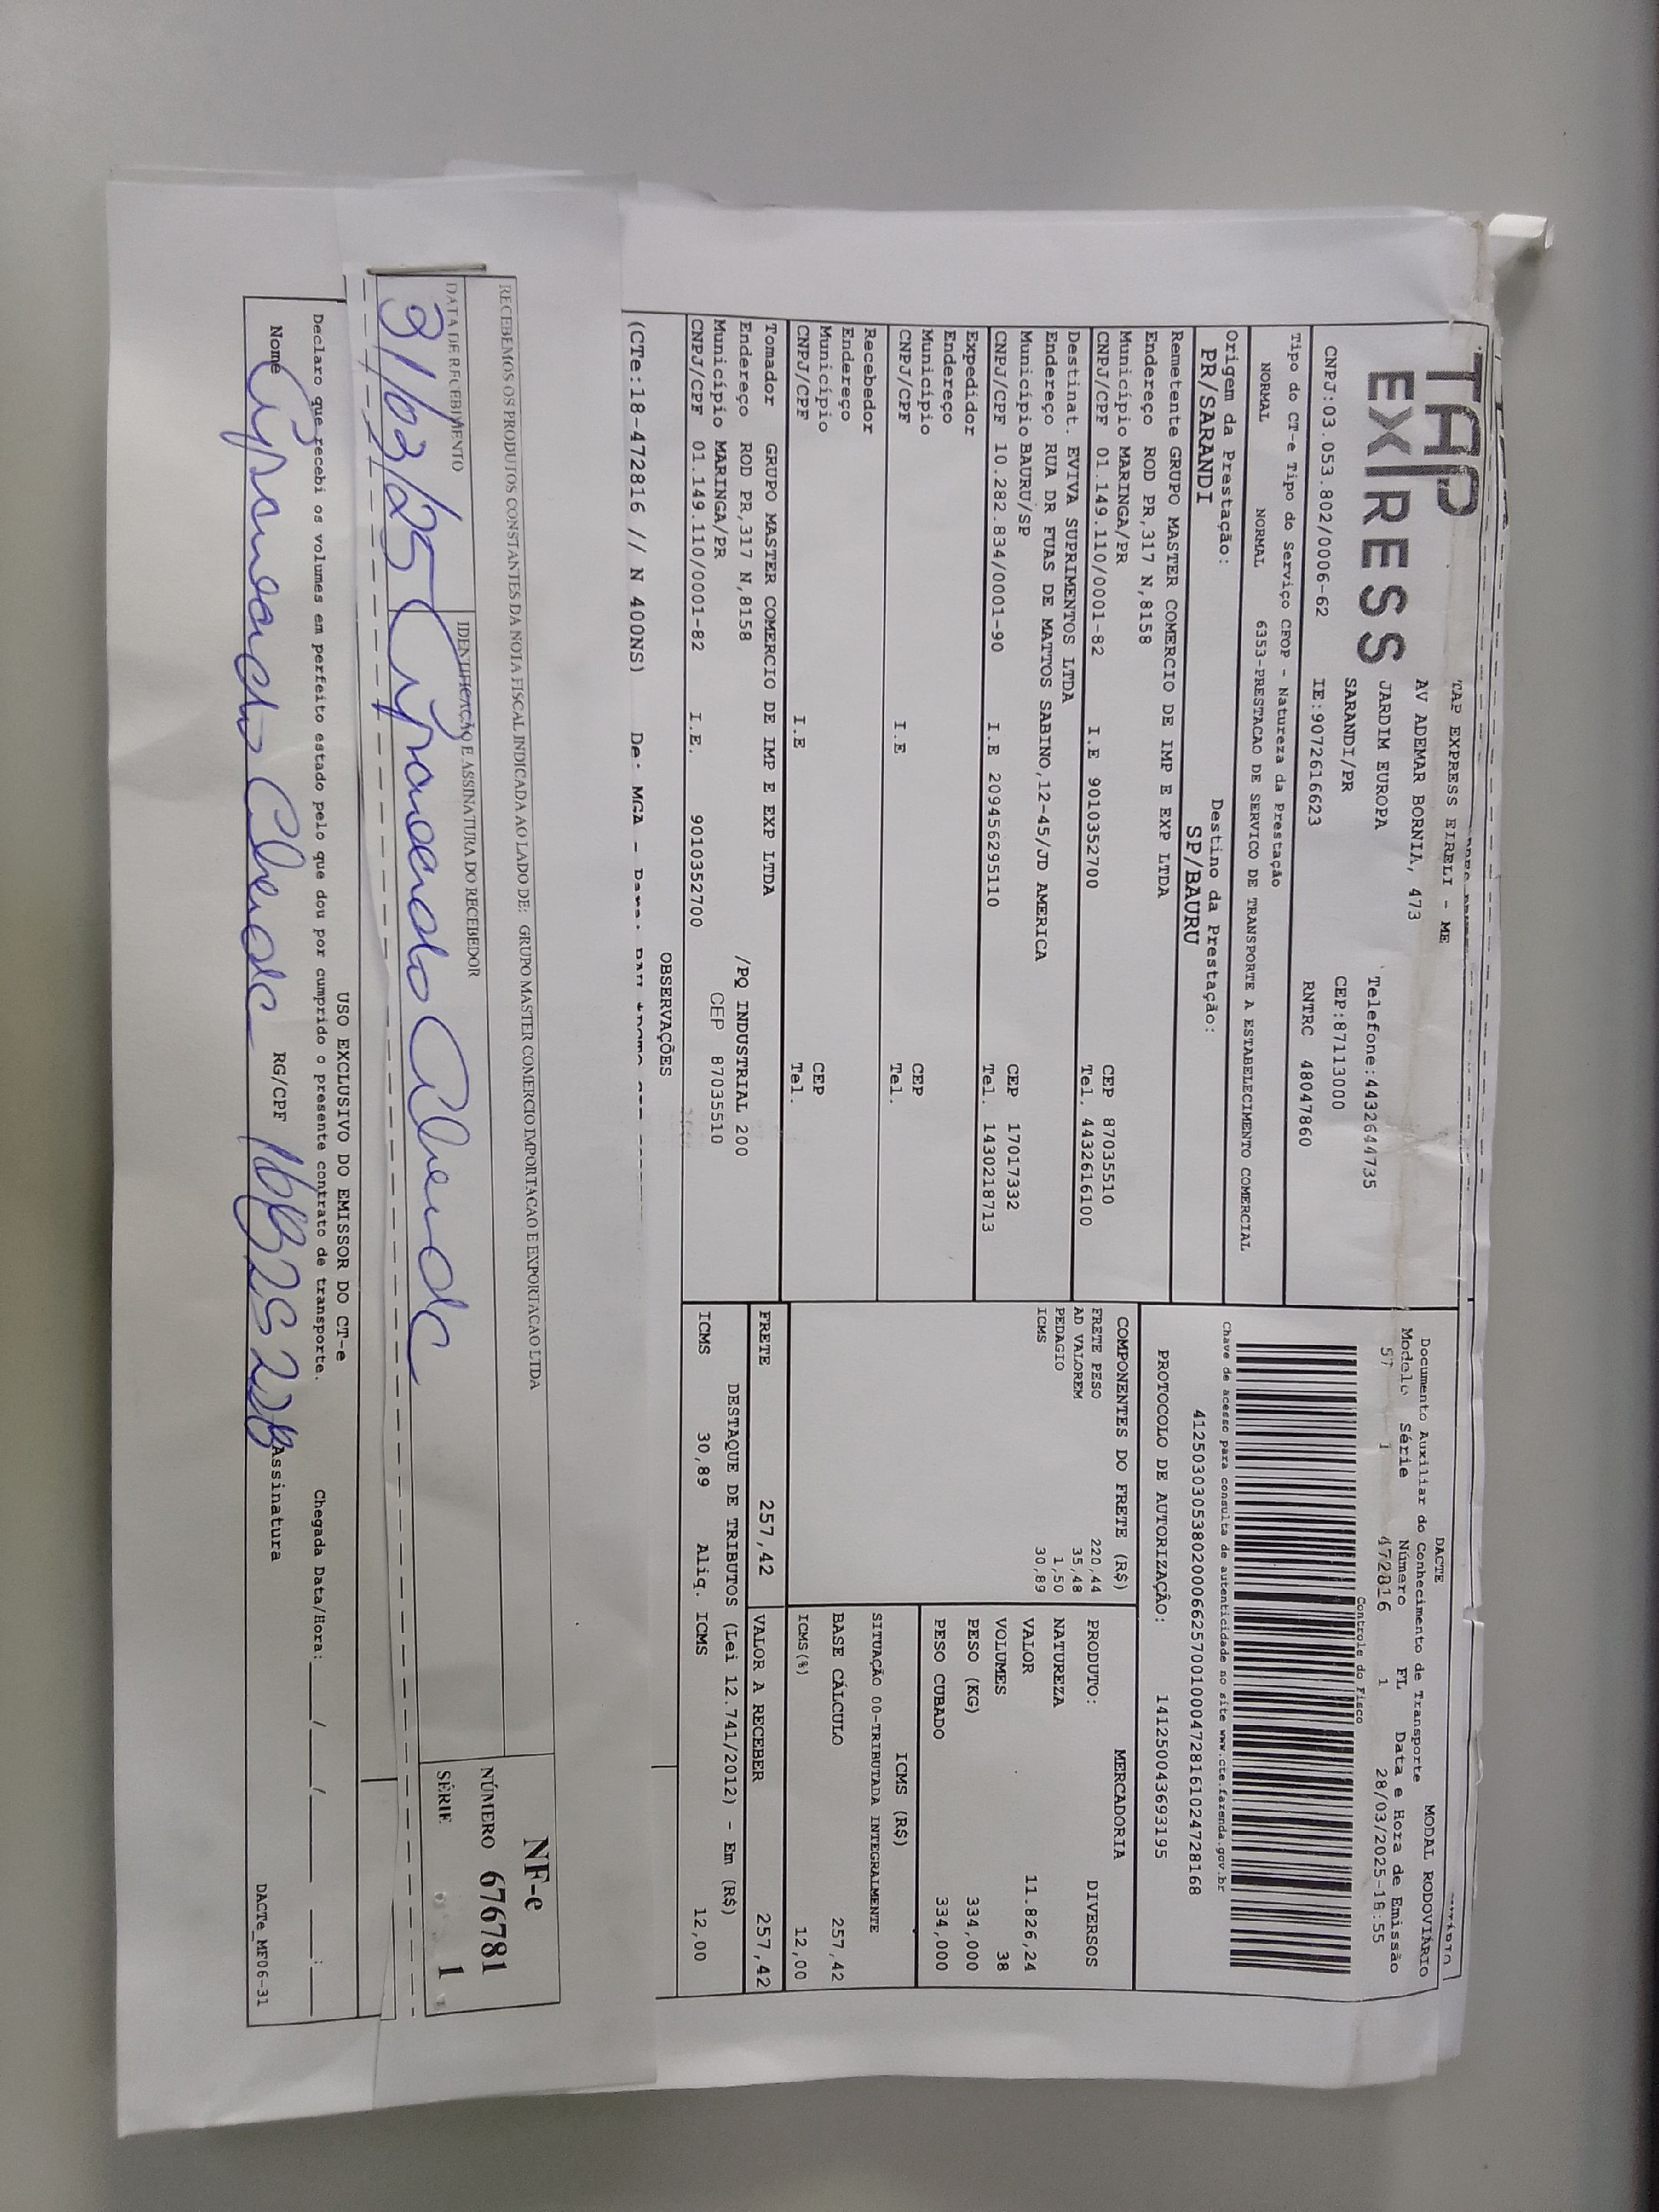 TAP
EXPRESS
TAP EXPRESS EIRELI - ME
AV ADEMAR BORNIA, 473
JARDIM EUROPA
Telefone:4432644735
SARANDI/PR
CEP:87113000
CNPJ:03.053.802/0006-62 IE:9072616623 RNTRC 48047860
Tipo do CT-e Tipo do Serviço CFOP - Natureza da Prestação
NORMAL NORMAL 6353-PRESTACAO DE SERVICO DE TRANSPORTE A ESTABELECIMENTO COMERCIAL
Origem da Prestação: Destino da Prestação:
PR/SARANDI SP/BAURU
Remetente GRUPO MASTER COMERCIO DE IMP E EXP LTDA
Endereço ROD PR,317 N,8158
Município MARINGA/PR CEP 87035510
CNPJ/CPF 01.149.110/0001-82 I.E 9010352700 Tel. 4432616100
Destinat. EVIVA SUPRIMENTOS LTDA
Endereço RUA DR FUAS DE MATTOS SABINO,12-45/JD AMERICA
Município BAURU/SP CEP 17017332
CNPJ/CPF 10.282.834/0001-90 I.E 209456295110 Tel. 1430218713
Expedidor
Endereço
Município CEP
CNPJ/CPF I.E Tel.
Recebedor
Endereço
Município CEP
CNPJ/CPF I.E Tel.
Tomador GRUPO MASTER COMERCIO DE IMP E EXP LTDA
Endereço ROD PR,317 N,8158 /PQ INDUSTRIAL 200
Município MARINGA/PR CEP 87035510
CNPJ/CPF 01.149.110/0001-82 I.E. 9010352700
DACTE
Documento Auxiliar do Conhecimento de Transporte
MODAL RODOVIÁRIO
Modelo Série Número FL Data e Hora de Emissão
57 1 472816 1 28/03/2025-18:55
Controle do Fisco
Chave de acesso para consulta de autenticidade no site www.cte.fazenda.gov.br
41250303053802000662570010004728161024728168
PROTOCOLO DE AUTORIZAÇÃO: 141250043693195
COMPONENTES DO FRETE (R$)
FRETE PESO 220,44
AD VALOREM 35,48
PEDAGIO 1,50
ICMS 30,89
MERCADORIA
PRODUTO: DIVERSOS
NATUREZA
VALOR 11.826,24
VOLUMES 38
PESO (KG) 334,000
PESO CUBADO 334,000
ICMS (R$)
SITUAÇÃO 00-TRIBUTADA INTEGRALMENTE
BASE CÁLCULO 257,42
ICMS(%) 12,00
FRETE 257,42 VALOR A RECEBER 257,42
DESTAQUE DE TRIBUTOS (Lei 12.741/2012) - Em (R$)
ICMS 30,89 Aliq. ICMS 12,00
OBSERVAÇÕES
(CTe:18-472816 // N 400NS) De: MGA - Para:
RECEBEMOS OS PRODUTOS CONSTANTES DA NOTA FISCAL INDICADA AO LADO DE: GRUPO MASTER COMERCIO IMPORTACAO E EXPORTACAO LTDA
DATA DE RECEBIMENTO IDENTIFICAÇÃO E ASSINATURA DO RECEBEDOR
31/03/25
NF-e
NÚMERO 676781
SÉRIE 1
USO EXCLUSIVO DO EMISSOR DO CT-e
Declaro que recebi os volumes em perfeito estado pelo que dou por cumprido o presente contrato de transporte. Chegada Data/Hora:___/___/____ ___:___
Nome RG/CPF Assinatura
DACTe_MF06-31